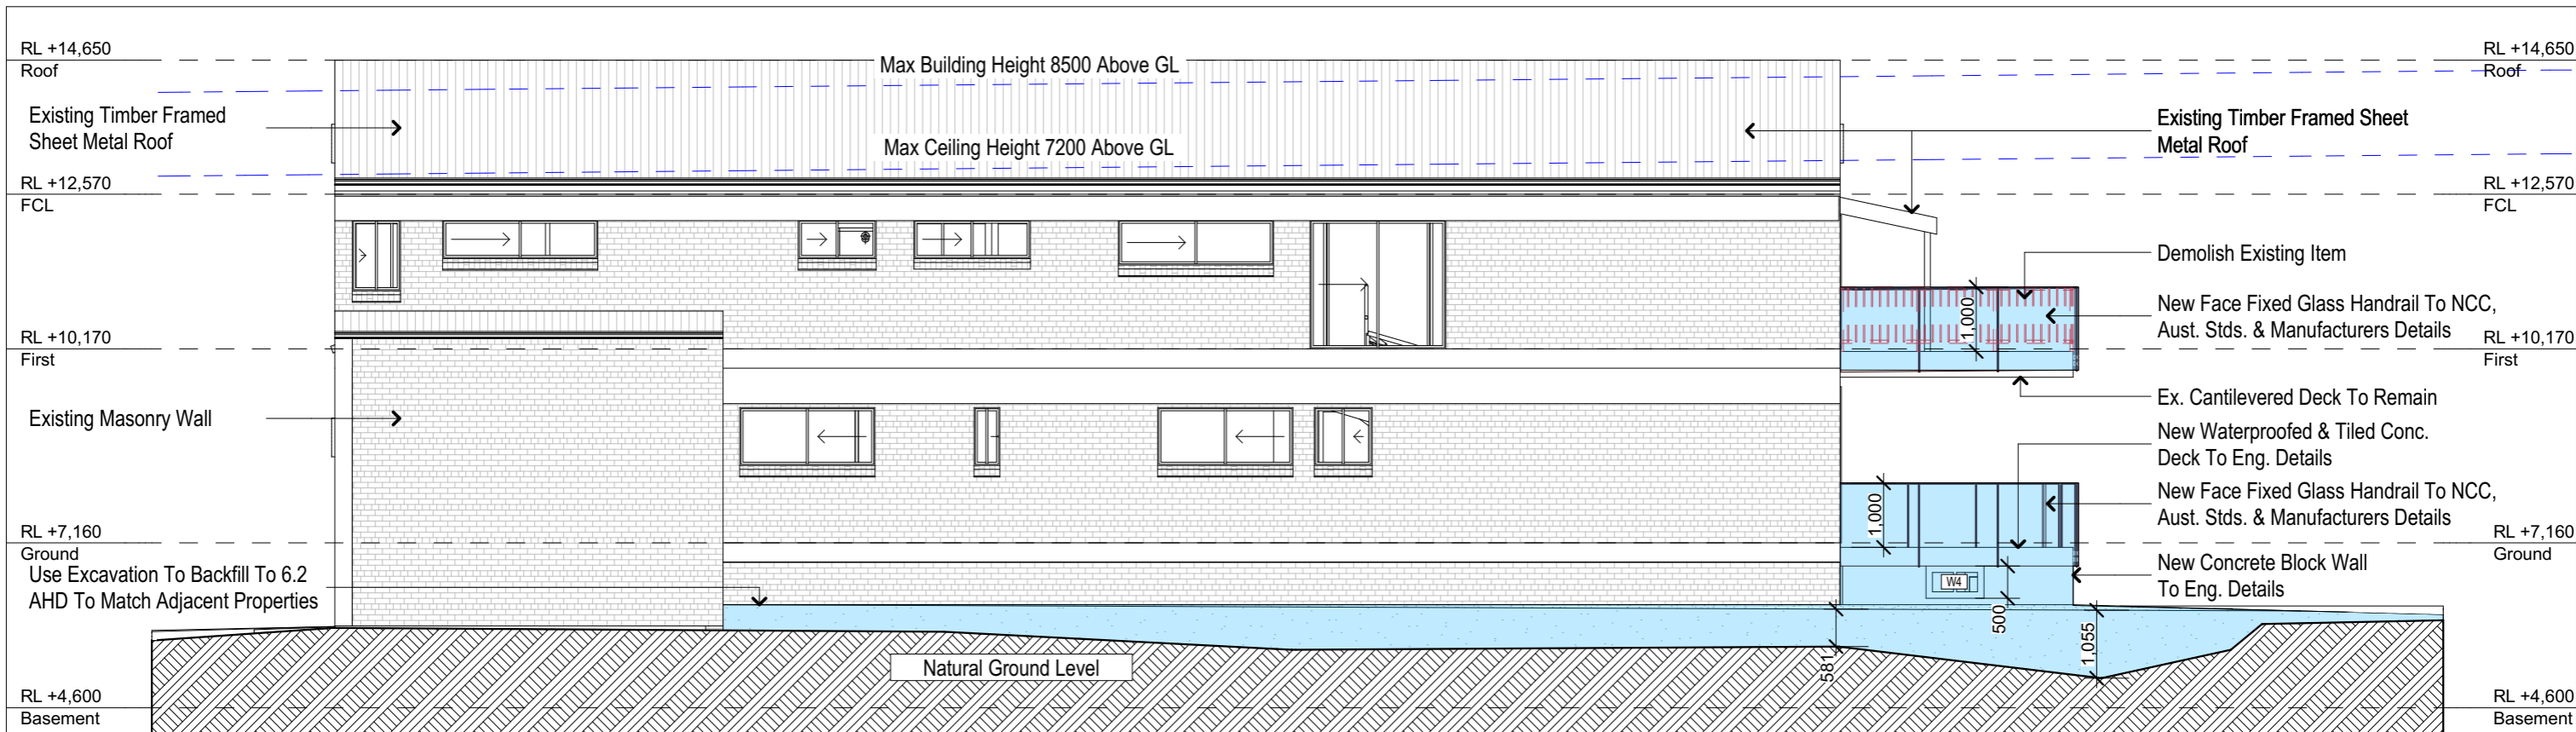 RL +14,650
Roof
Existing Timber Framed
Sheet Metal Roof
RL +12,570
FCL
RL +10,170
First
Existing Masonry Wall
RL +7,160
Ground
Use Excavation To Backfill To 6.2
AHD To Match Adjacent Properties
RL +4,600
Basement
Max Building Height 8500 Above GL
Max Ceiling Height 7200 Above GL
Natural Ground Level
1,000
1,000
W4
500
581
1,055
RL +14,650
Roof
Existing Timber Framed Sheet
Metal Roof
RL +12,570
FCL
Demolish Existing Item
New Face Fixed Glass Handrail To NCC,
Aust. Stds. & Manufacturers Details
RL +10,170
First
Ex. Cantilevered Deck To Remain
New Waterproofed & Tiled Conc.
Deck To Eng. Details
New Face Fixed Glass Handrail To NCC,
Aust. Stds. & Manufacturers Details
RL +7,160
Ground
New Concrete Block Wall
To Eng. Details
RL +4,600
Basement